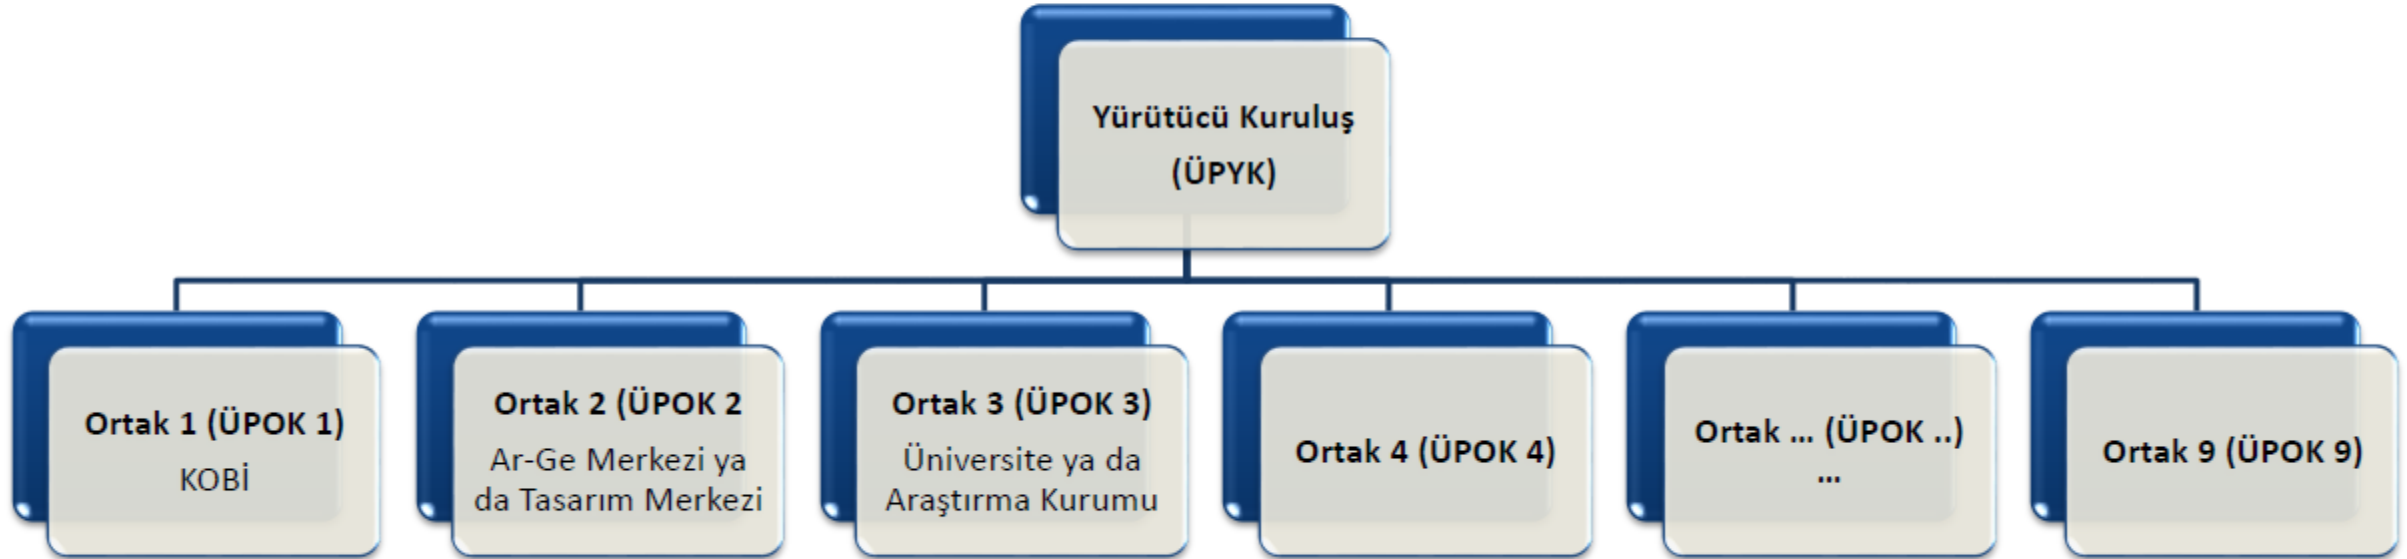 Yürütücü Kuruluş
(ÜPYK)
Ortak 1 (ÜPOK 1)
KOBİ
Ortak 2 (ÜPOK 2
Ar-Ge Merkezi ya
da Tasarım Merkezi
Ortak 3 (ÜPOK 3)
Üniversite ya da
Araştırma Kurumu
Ortak 4 (ÜPOK 4)
Ortak ... (ÜPOK ..)
...
Ortak 9 (ÜPOK 9)